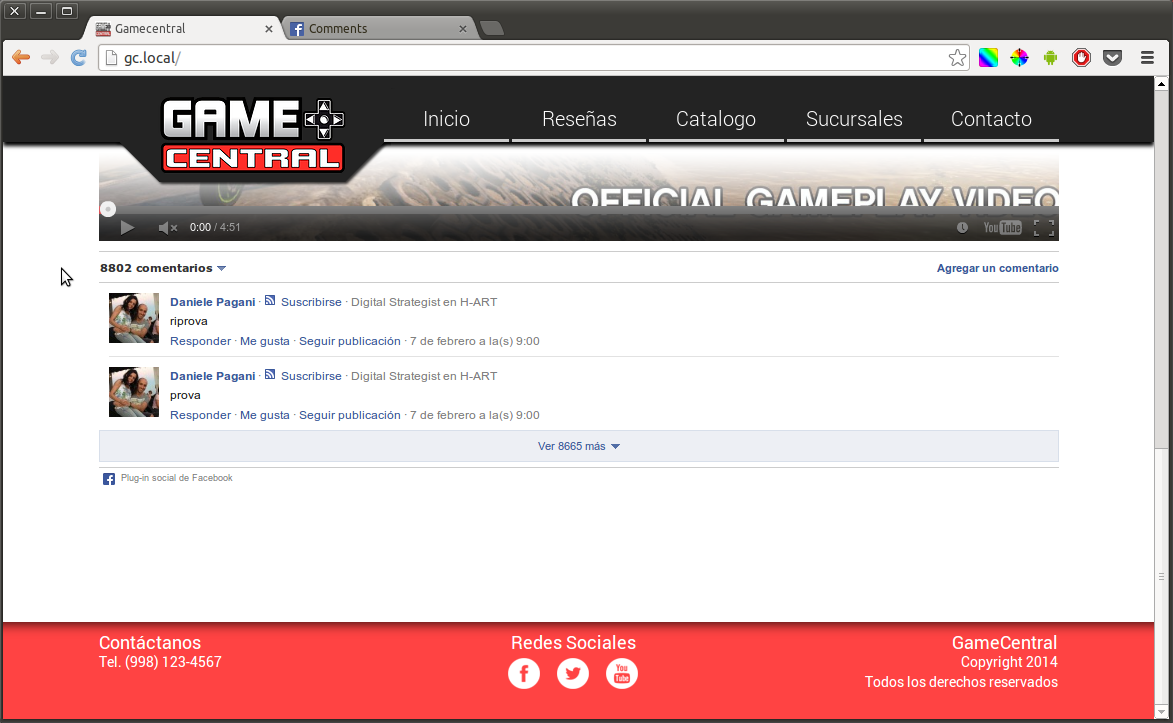 Gamecentral
Comments
gc.local/
GAME
CENTRAL
Inicio
Reseñas
Catalogo
Sucursales
Contacto
OFFICIAL GAMEPLAY VIDEO
0:00 / 4:51
YouTube
8802 comentarios
Agregar un comentario
Daniele Pagani · Suscribirse · Digital Strategist en H-ART
riprova
Responder · Me gusta · Seguir publicación · 7 de febrero a la(s) 9:00
Daniele Pagani · Suscribirse · Digital Strategist en H-ART
prova
Responder · Me gusta · Seguir publicación · 7 de febrero a la(s) 9:00
Ver 8665 más
Plug-in social de Facebook
Contáctanos
Tel. (998) 123-4567
Redes Sociales
You
Tube
GameCentral
Copyright 2014
Todos los derechos reservados